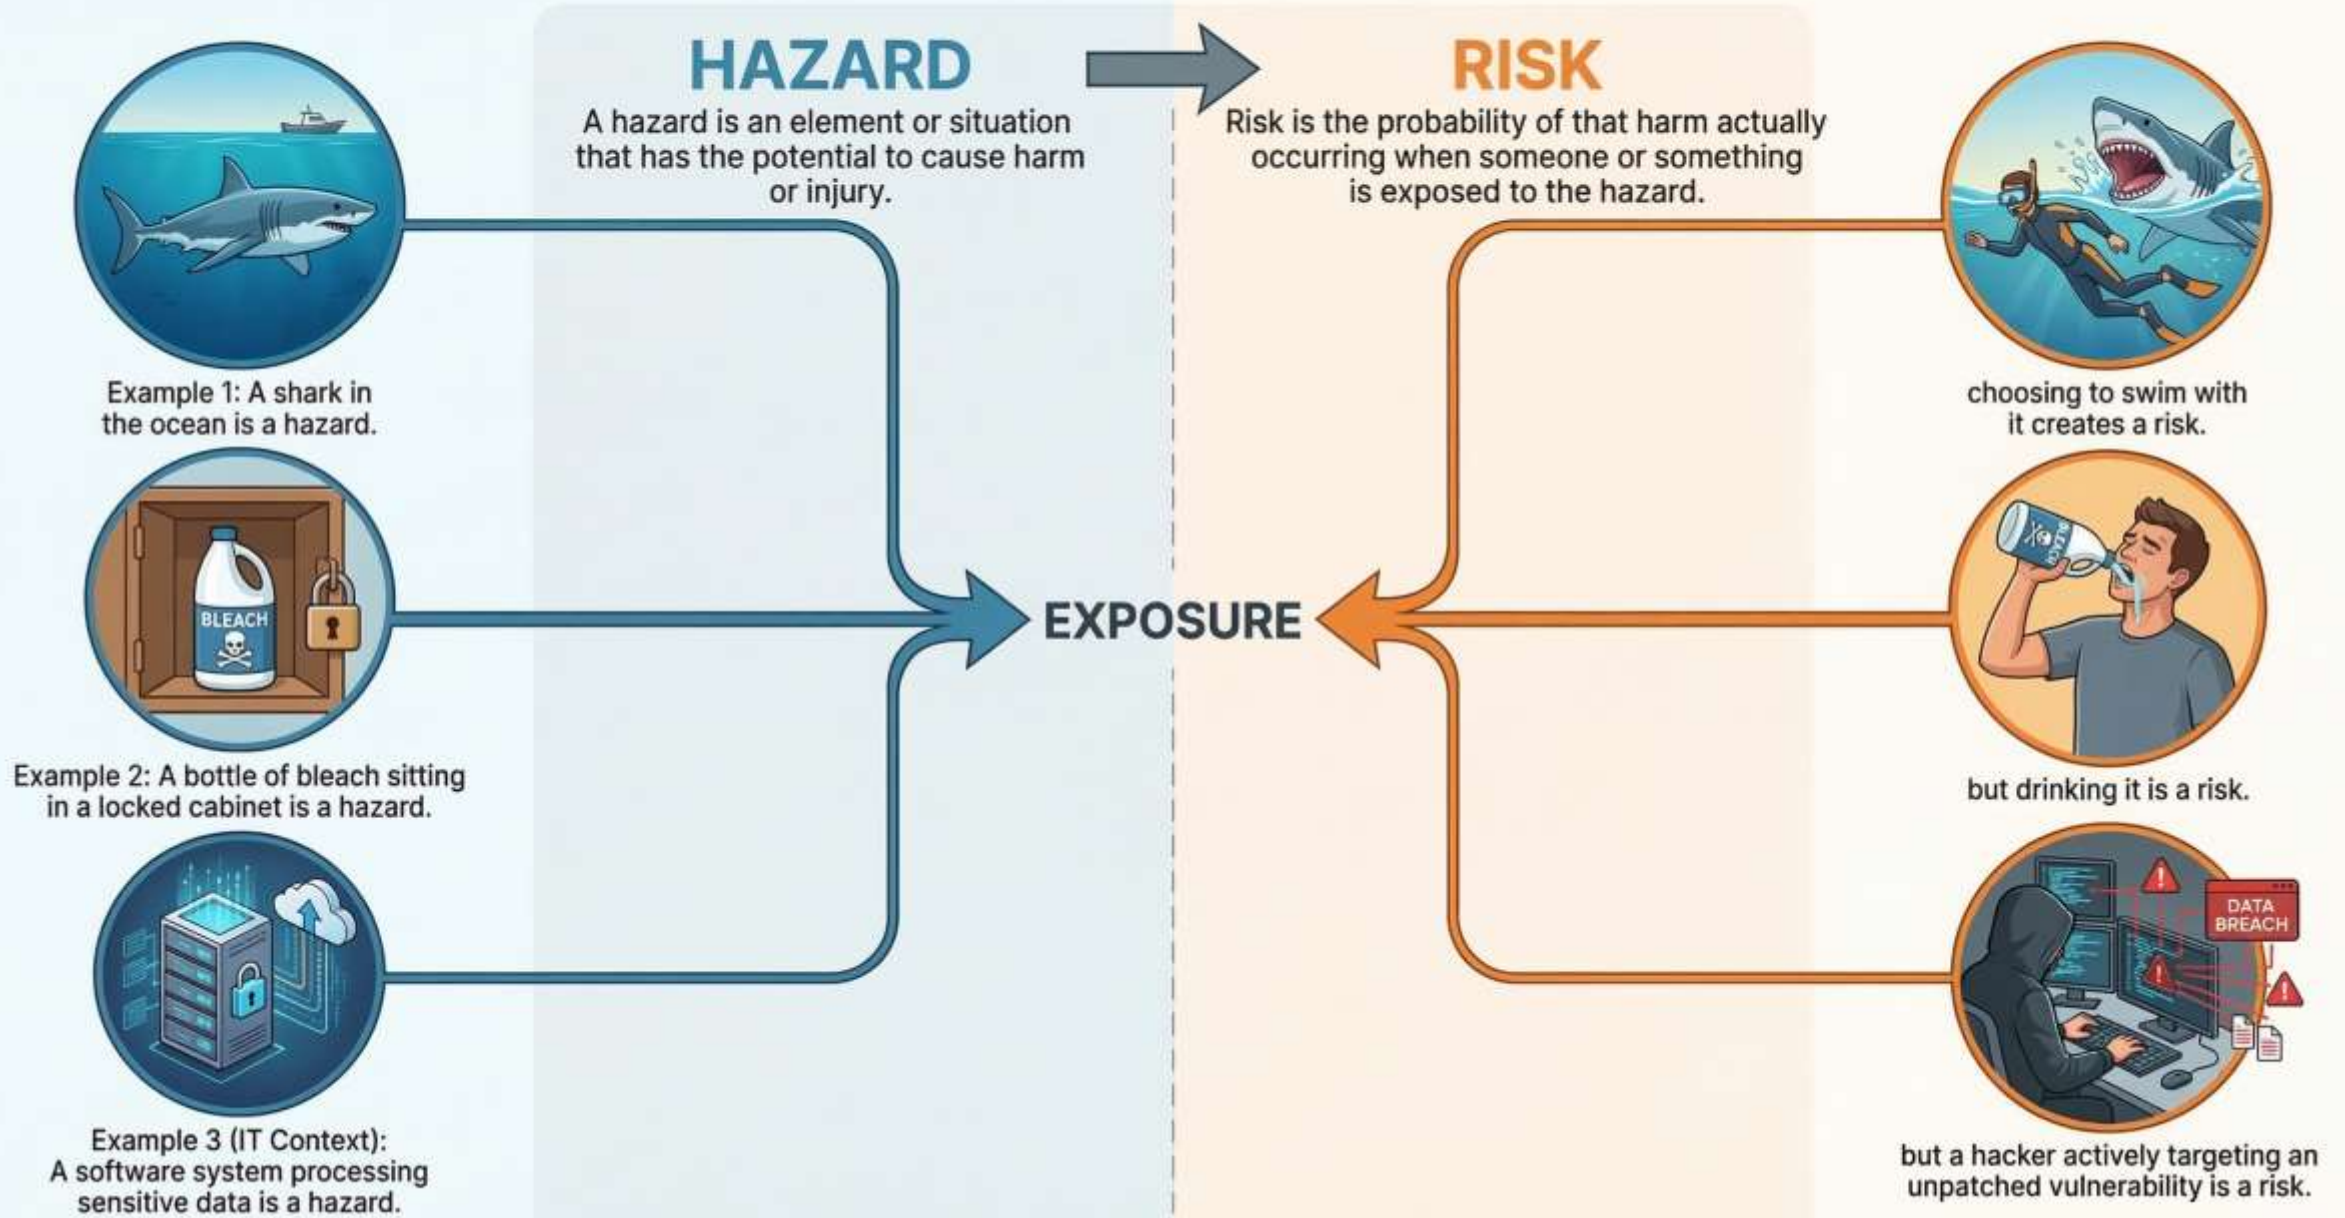 HAZARD
A hazard is an element or situation
that has the potential to cause harm
or injury.
RISK
Risk is the probability of that harm actually
occurring when someone or something
is exposed to the hazard.
Example 1: A shark in
the ocean is a hazard.
choosing to swim with
it creates a risk.
BLEACH
EXPOSURE
BLEACH
Example 2: A bottle of bleach sitting
in a locked cabinet is a hazard.
but drinking it is a risk.
DATA
BREACH
Example 3 (IT Context):
A software system processing
sensitive data is a hazard.
but a hacker actively targeting an
unpatched vulnerability is a risk.